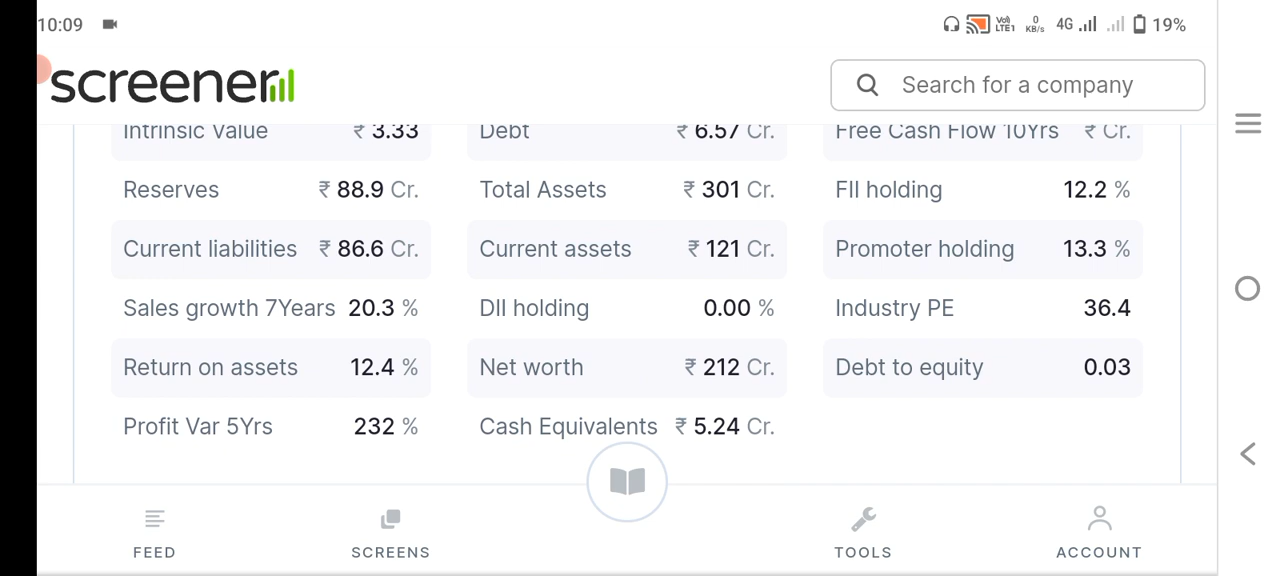 10:09 Vo) LTE1 0 KB/s 4G 19%
screener
Search for a company
Intrinsic Value ₹ 3.33 Debt ₹ 6.57 Cr. Free Cash Flow 10Yrs ₹ Cr.
Reserves ₹ 88.9 Cr. Total Assets ₹ 301 Cr. FII holding 12.2 %
Current liabilities ₹ 86.6 Cr. Current assets ₹ 121 Cr. Promoter holding 13.3 %
Sales growth 7Years 20.3 % DII holding 0.00 % Industry PE 36.4
Return on assets 12.4 % Net worth ₹ 212 Cr. Debt to equity 0.03
Profit Var 5Yrs 232 % Cash Equivalents ₹ 5.24 Cr.
FEED SCREENS TOOLS ACCOUNT